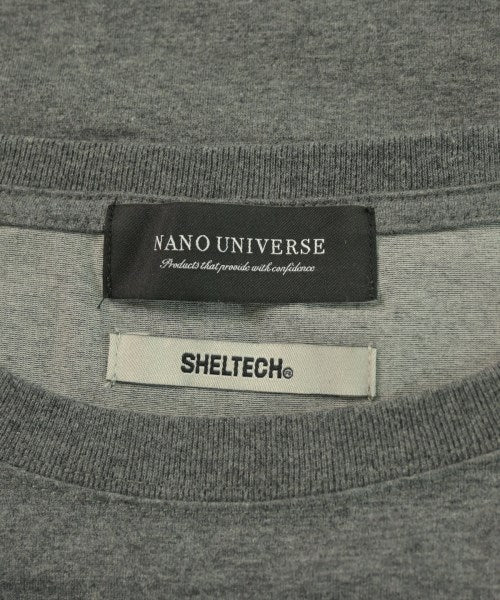 NANO UNIVERSE
Products that provide with confidence
SHELTECH®